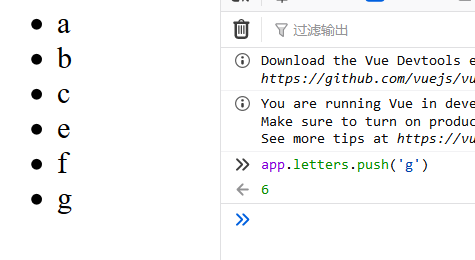 a
b
c
e
f
g
过滤输出
Download the Vue Devtools e
https://github.com/vuejs/vu
You are running Vue in deve
Make sure to turn on produc
See more tips at https://vu
app.letters.push('g')
6